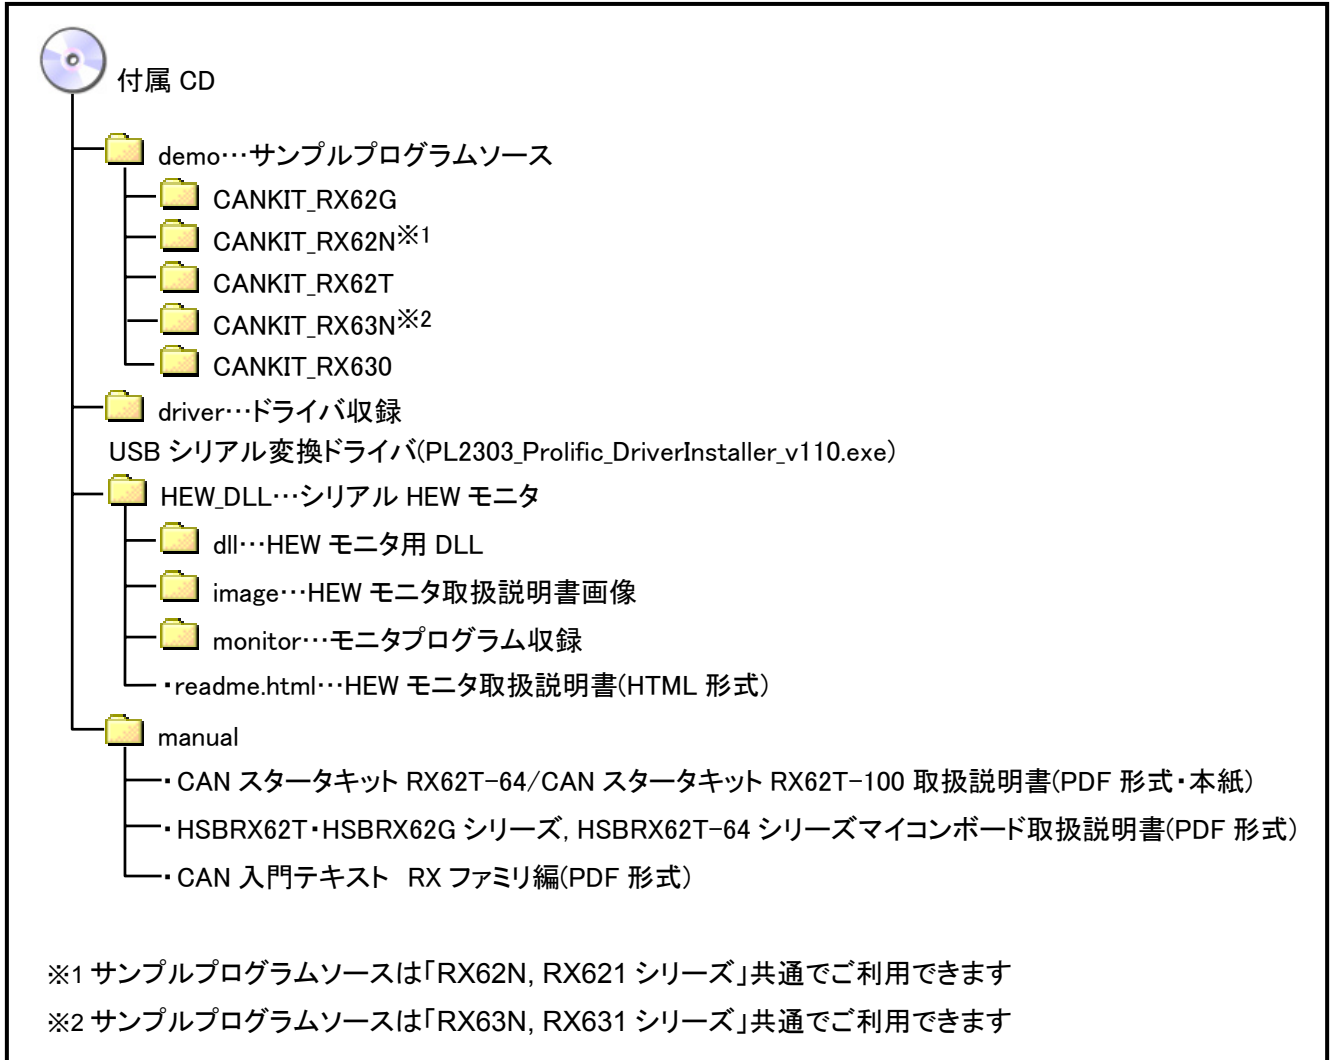 付属 CD
demo…サンプルプログラムソース
CANKIT_RX62G
CANKIT_RX62N※1
CANKIT_RX62T
CANKIT_RX63N※2
CANKIT_RX630
driver…ドライバ収録
USB シリアル変換ドライバ(PL2303_Prolific_DriverInstaller_v110.exe)
HEW_DLL…シリアル HEW モニタ
dll…HEW モニタ用 DLL
image…HEW モニタ取扱説明書画像
monitor…モニタプログラム収録
・readme.html…HEW モニタ取扱説明書(HTML 形式)
manual
・CAN スタータキット RX62T-64/CAN スタータキット RX62T-100 取扱説明書(PDF 形式・本紙)
・HSBRX62T・HSBRX62G シリーズ, HSBRX62T-64 シリーズマイコンボード取扱説明書(PDF 形式)
・CAN 入門テキスト RX ファミリ編(PDF 形式)
※1 サンプルプログラムソースは「RX62N, RX621 シリーズ」共通でご利用できます
※2 サンプルプログラムソースは「RX63N, RX631 シリーズ」共通でご利用できます